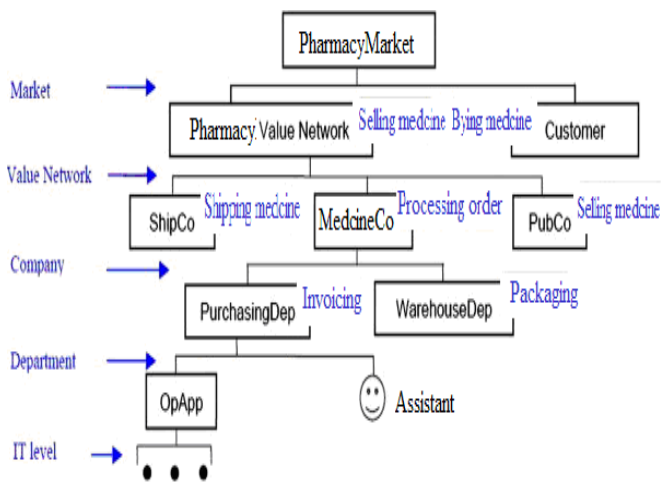 PharmacyMarket
Market
Pharmacy Value Network Selling medcine Bying medcine Customer
Value Network
ShipCo Shipping medcine MedcineCo Processing order PubCo Selling medcine
Company
PurchasingDep Invoicing WarehouseDep Packaging
Department
OpApp Assistant
IT level